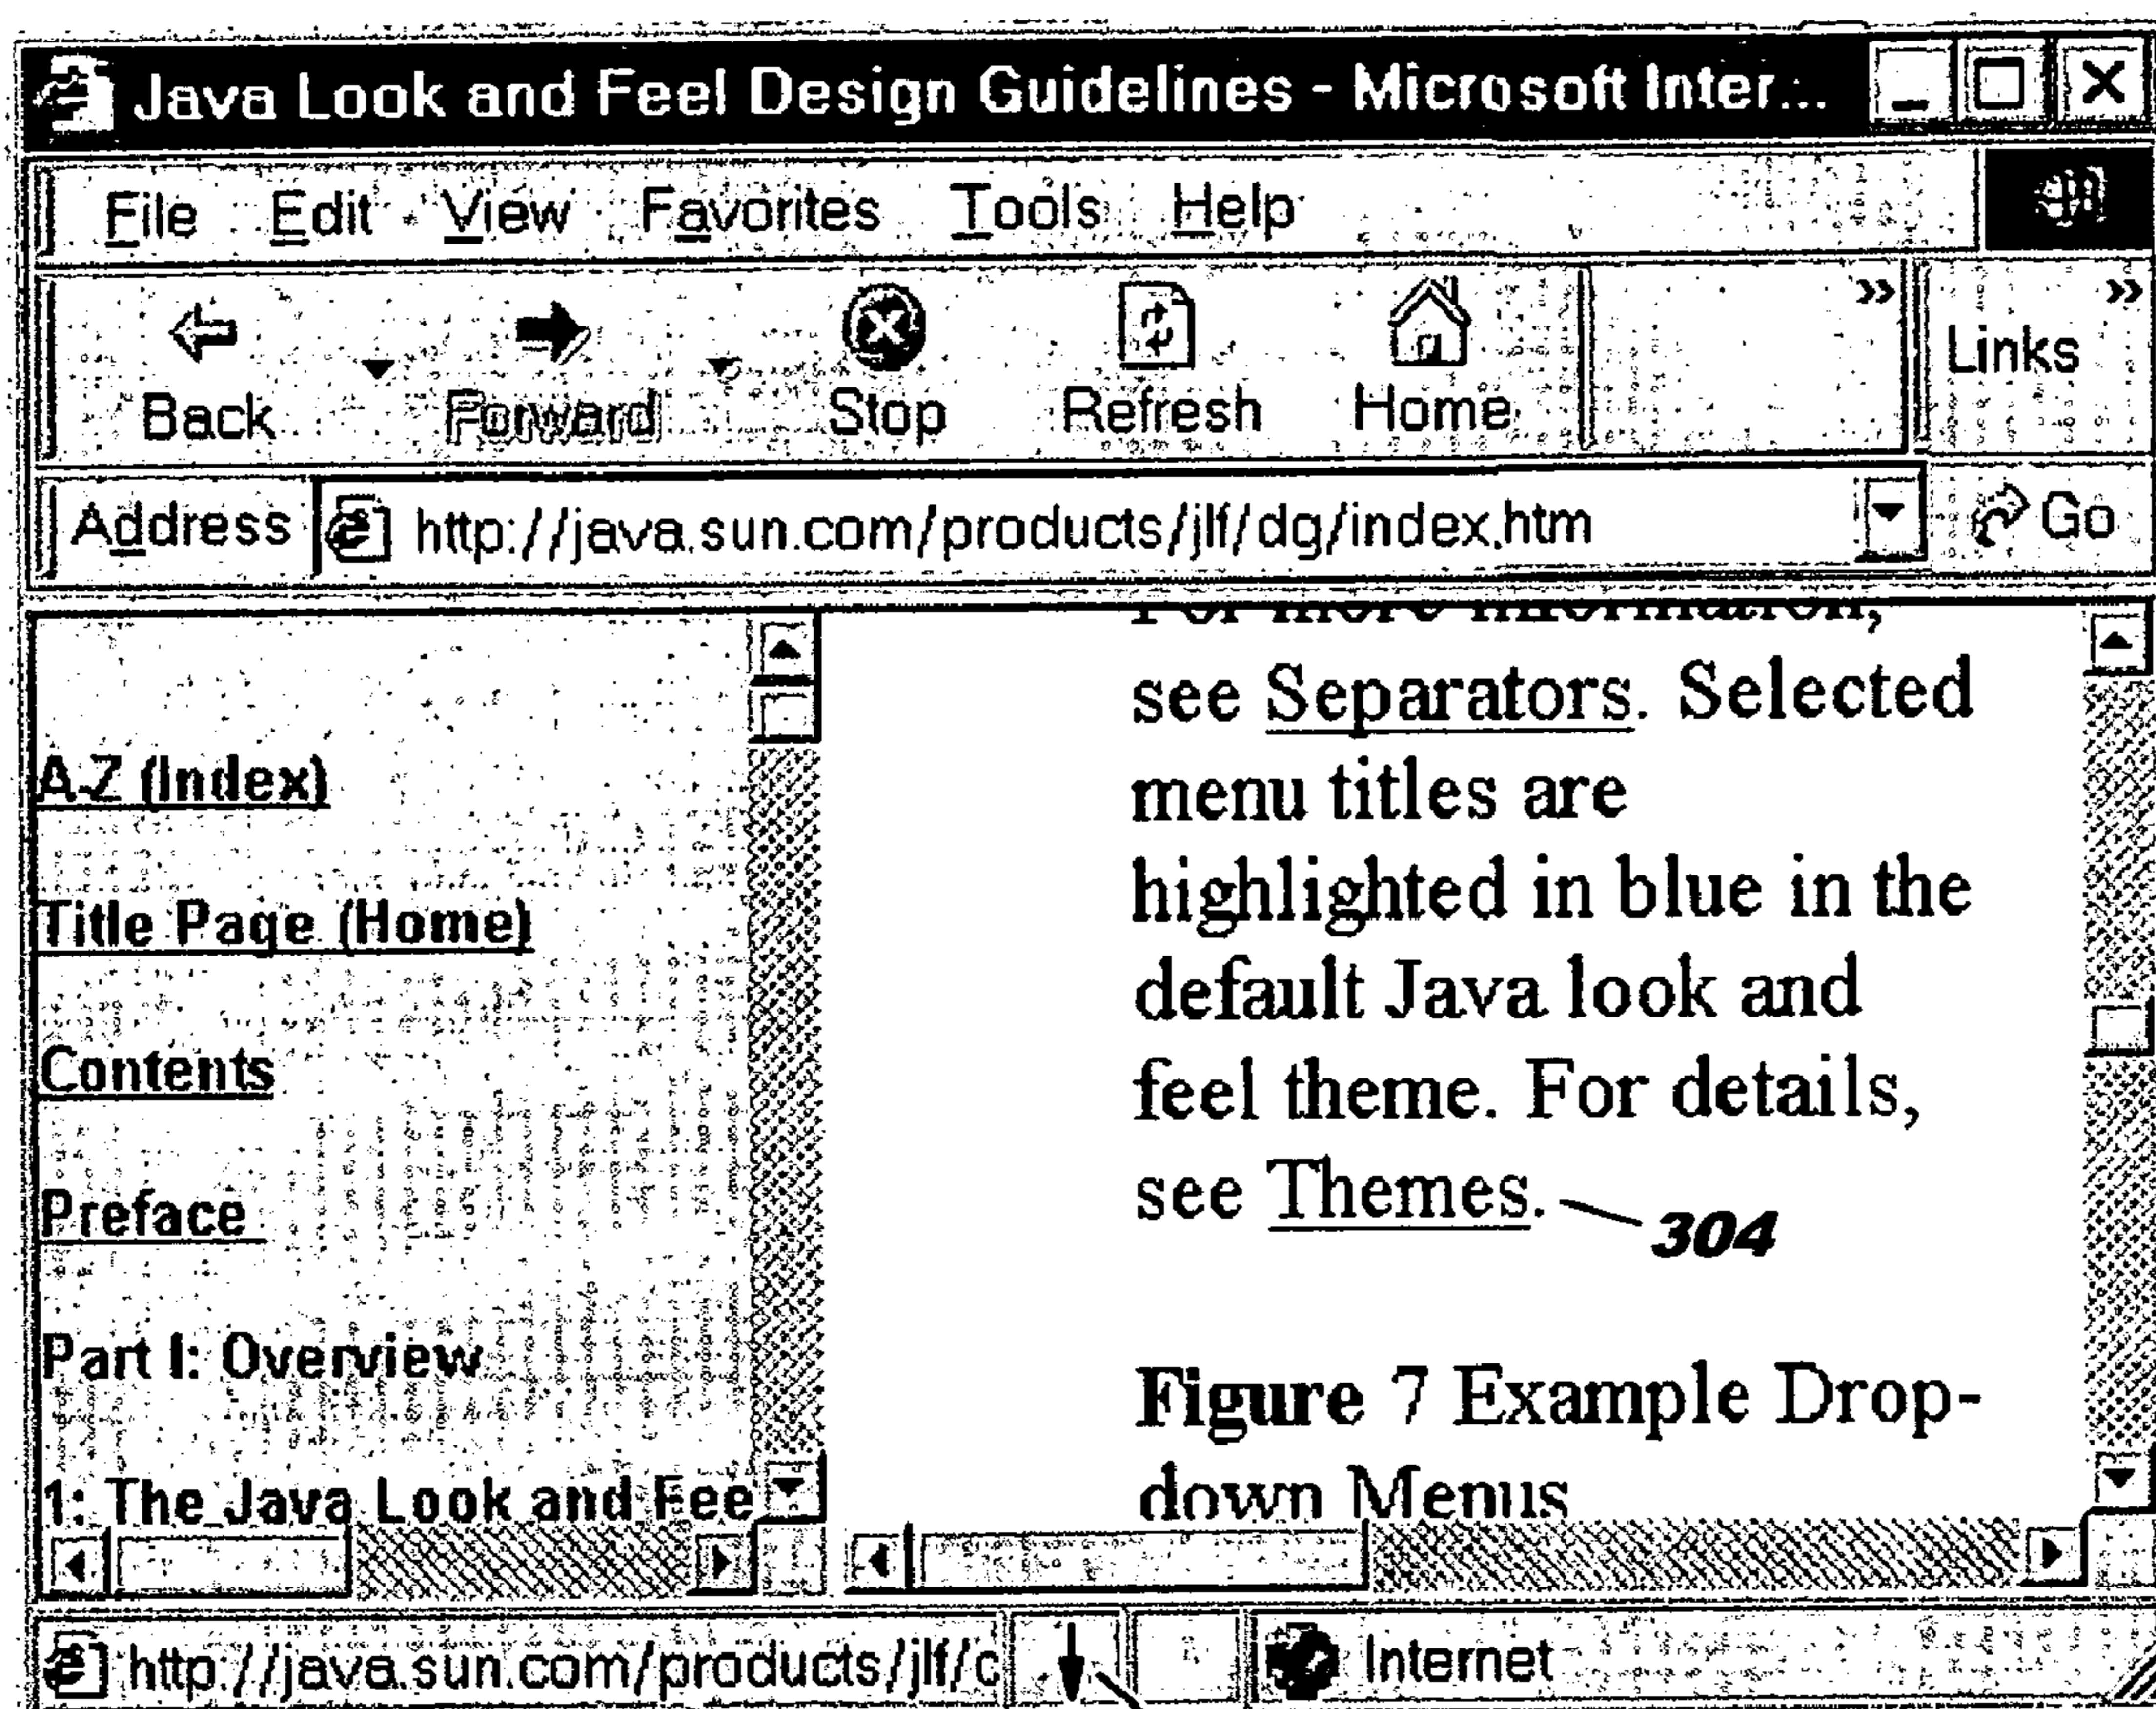 Java Look and Feel Design Guidelines - Microsoft Inter...
File Edit View Favorites Tools Help
Back Forward Stop Refresh Home Links
Address http://java.sun.com/products/jlf/dg/index.htm Go
A-Z (Index)
Title Page (Home)
Contents
Preface
Part I: Overview
1: The Java Look and Fee
For more information,
see Separators. Selected
menu titles are
highlighted in blue in the
default Java look and
feel theme. For details,
see Themes.
304
Figure 7 Example Drop-
down Menus
http://java.sun.com/products/jlf/c Internet